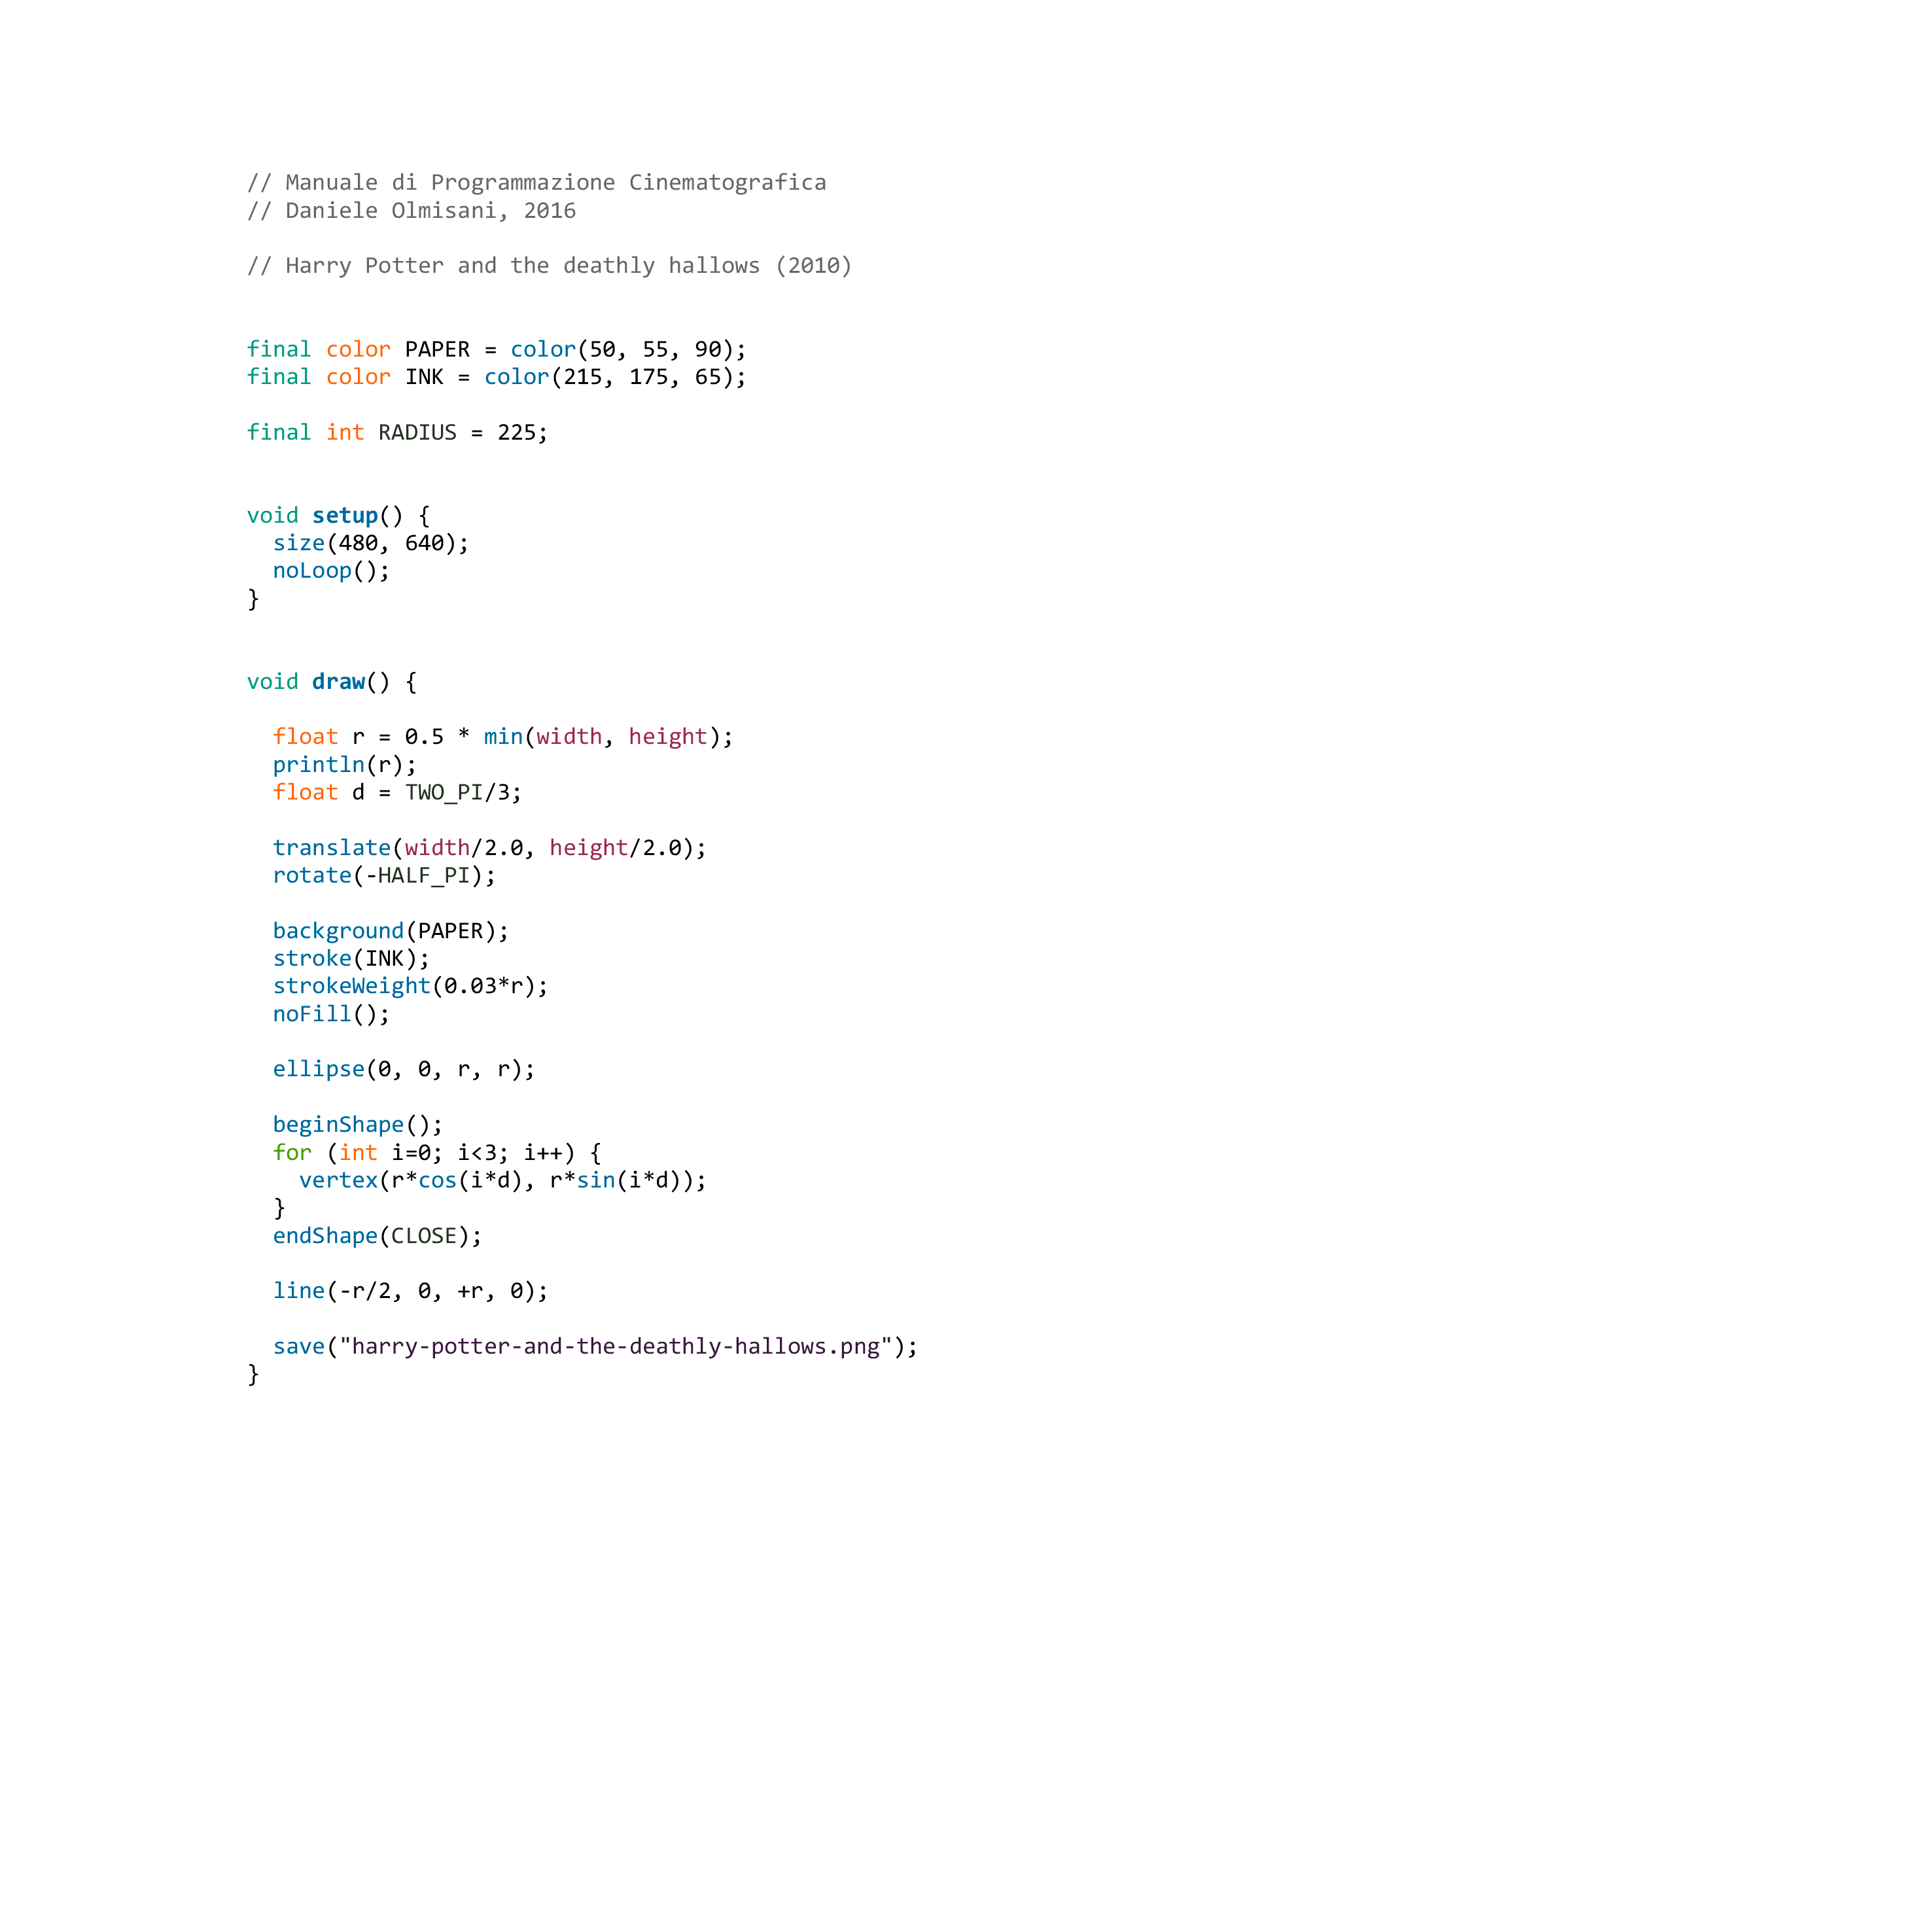 // Manuale di Programmazione Cinematografica
// Daniele Olmisani, 2016

// Harry Potter and the deathly hallows (2010)


final color PAPER = color(50, 55, 90);
final color INK = color(215, 175, 65);

final int RADIUS = 225;


void setup() {
  size(480, 640);
  noLoop();
}


void draw() {

  float r = 0.5 * min(width, height);
  println(r);
  float d = TWO_PI/3;

  translate(width/2.0, height/2.0);
  rotate(-HALF_PI);

  background(PAPER);
  stroke(INK);
  strokeWeight(0.03*r);
  noFill();

  ellipse(0, 0, r, r);

  beginShape();
  for (int i=0; i<3; i++) {
    vertex(r*cos(i*d), r*sin(i*d));
  }
  endShape(CLOSE);

  line(-r/2, 0, +r, 0);

  save("harry-potter-and-the-deathly-hallows.png");
}